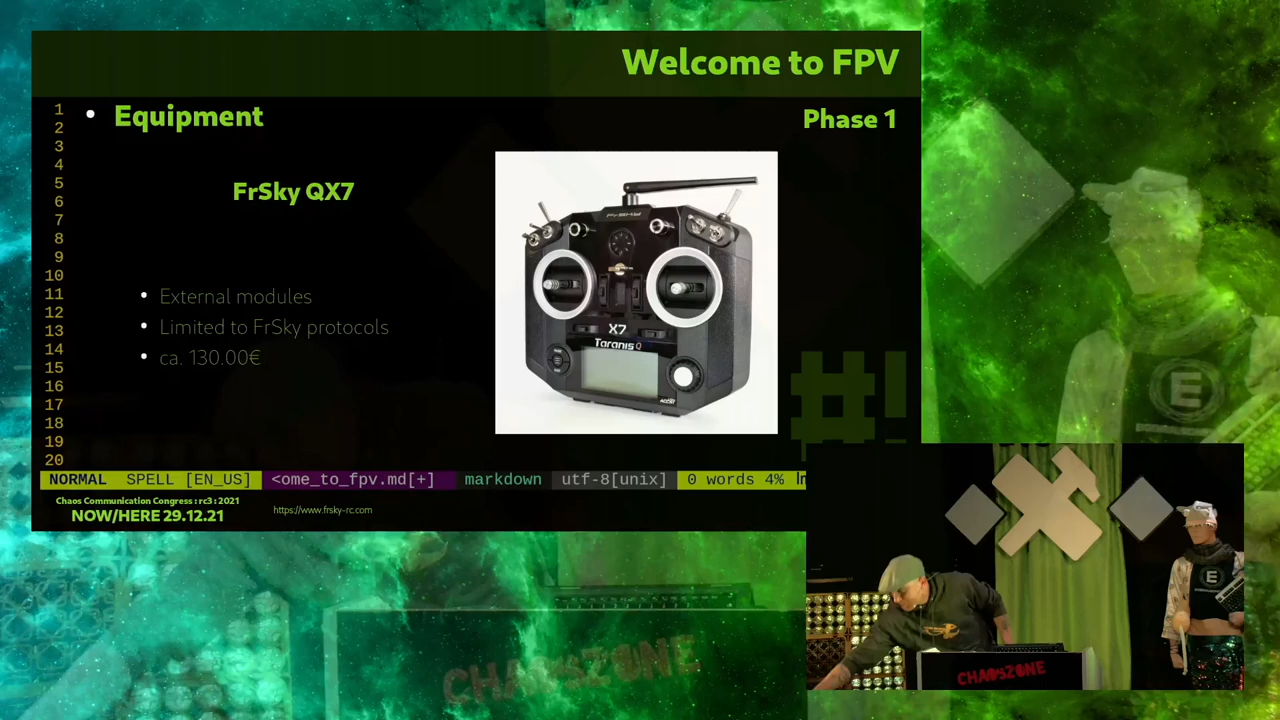 Welcome to FPV
Phase 1
1
2
3
4
5
6
7
8
9
10
11
12
13
14
15
16
17
18
19
20
Equipment
FrSky QX7
External modules
Limited to FrSky protocols
ca. 130.00€
X7
Taranis Q
#!
NORMAL SPELL [EN_US] <ome_to_fpv.md[+] markdown utf-8[unix] 0 words 4% ln
Chaos Communication Congress : rc3 : 2021
NOW/HERE 29.12.21
https://www.frsky-rc.com
E
CHAOSZONE
E
CHAOSZONE